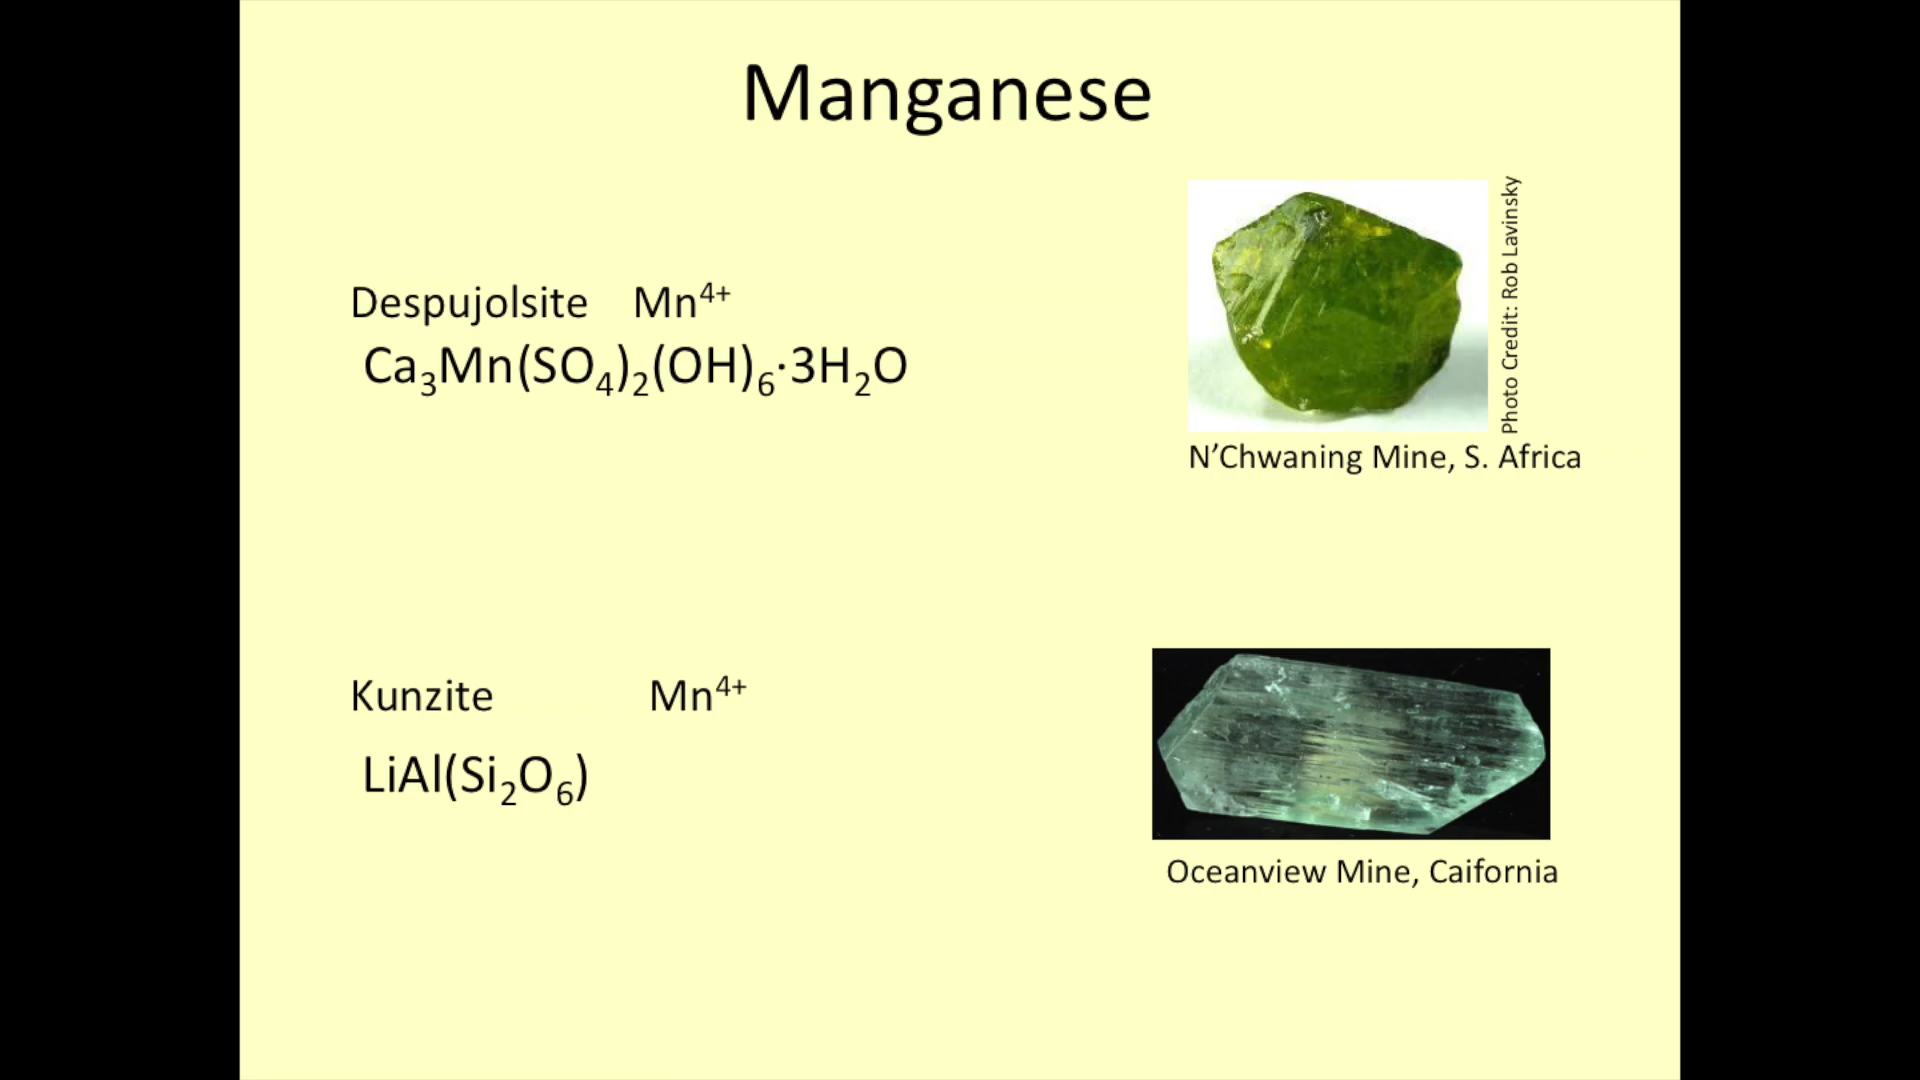 Manganese
Despujolsite Mn⁴⁺
Ca₃Mn(SO₄)₂(OH)₆·3H₂O
Photo Credit: Rob Lavinsky
N’Chwaning Mine, S. Africa
Kunzite Mn⁴⁺
LiAl(Si₂O₆)
Oceanview Mine, Caifornia